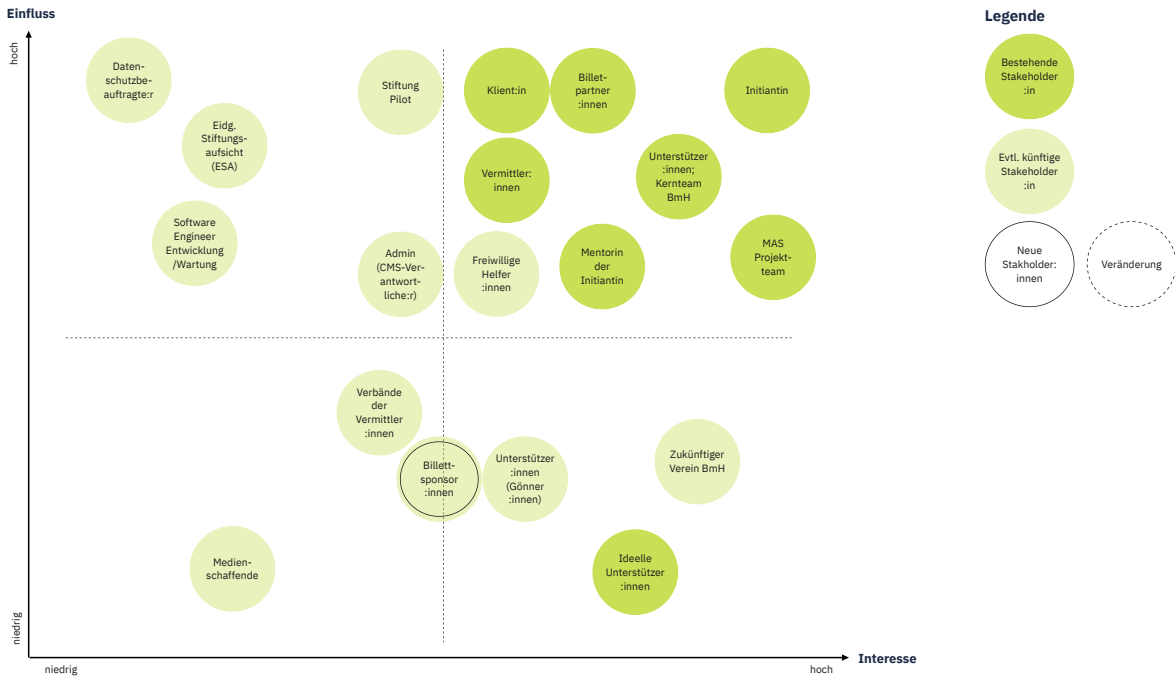 Einfluss
hoch
Daten-
schutzbe-
auftragte:r
Eidg.
Stiftungs-
aufsicht
(ESA)
Software
Engineer
Entwicklung
/Wartung
Stiftung
Pilot
Admin
(CMS-Ver-
antwort-
liche:r)
Klient:in
Billet-
partner
:innen
Initiantin
Vermittler:
innen
Unterstützer
:innen;
Kernteam
BmH
Freiwillige
Helfer
:innen
Mentorin
der
Initiantin
MAS
Projekt-
team
Verbände
der
Vermittler
:innen
Billett-
sponsor
:innen
Unterstützer
:innen
(Gönner
:innen)
Zukünftiger
Verein BmH
Medien-
schaffende
Ideelle
Unterstützer
:innen
niedrig
niedrig
hoch
Interesse
Legende
Bestehende
Stakeholder
:in
Evtl. künftige
Stakeholder
:in
Neue
Stakholder:
innen
Veränderung